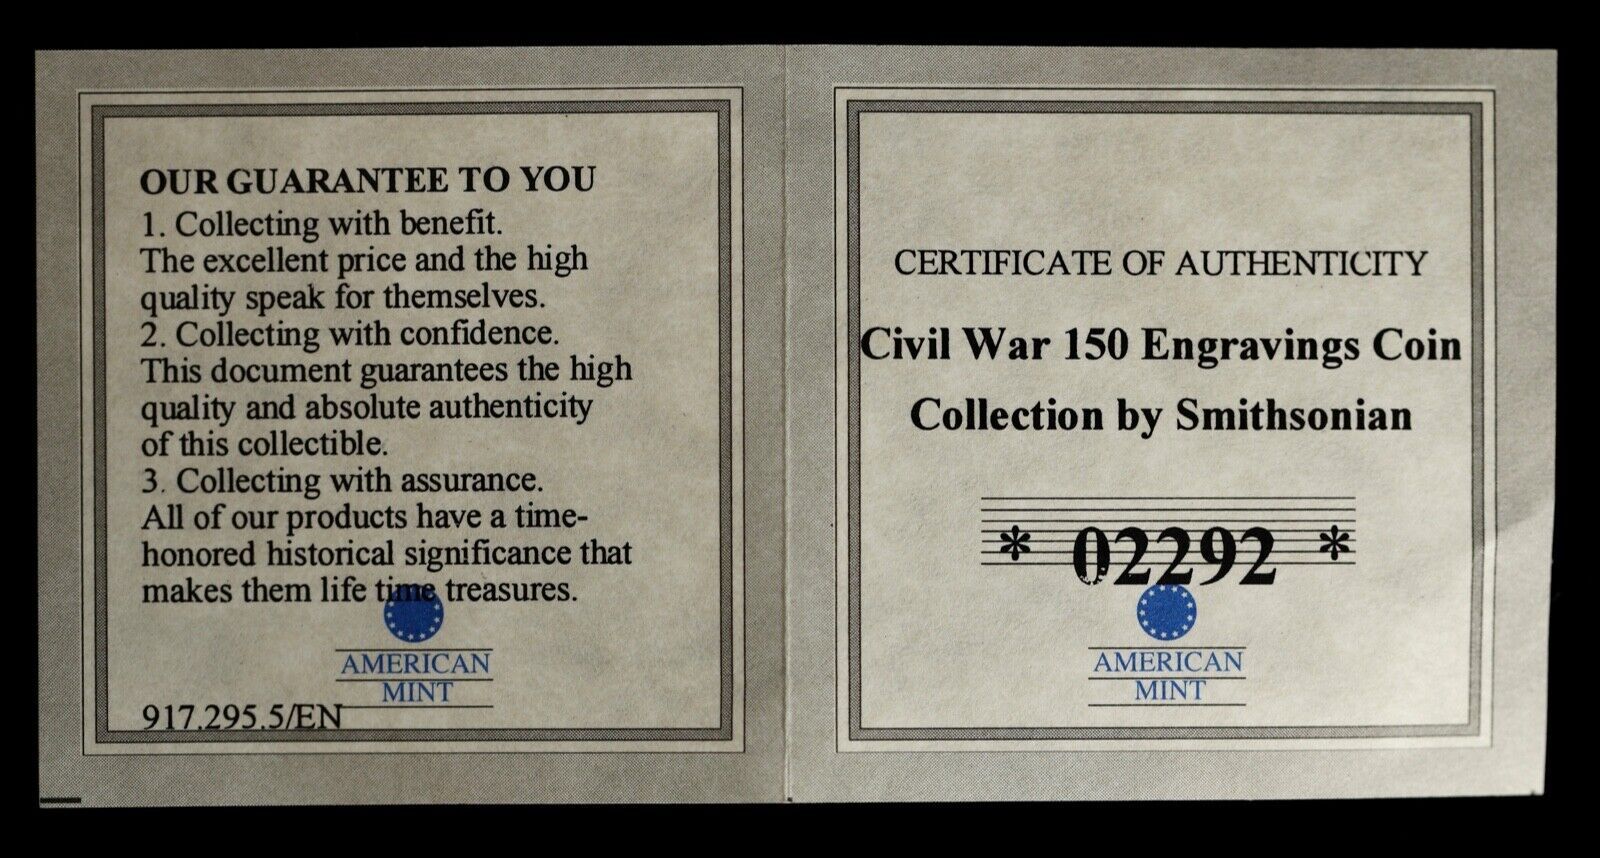 OUR GUARANTEE TO YOU
1. Collecting with benefit.
The excellent price and the high
quality speak for themselves.
2. Collecting with confidence.
This document guarantees the high
quality and absolute authenticity
of this collectible.
3. Collecting with assurance.
All of our products have a time-
honored historical significance that
makes them life time treasures.
AMERICAN
MINT
917.295.5/EN
CERTIFICATE OF AUTHENTICITY
Civil War 150 Engravings Coin
Collection by Smithsonian
* 02292 *
AMERICAN
MINT